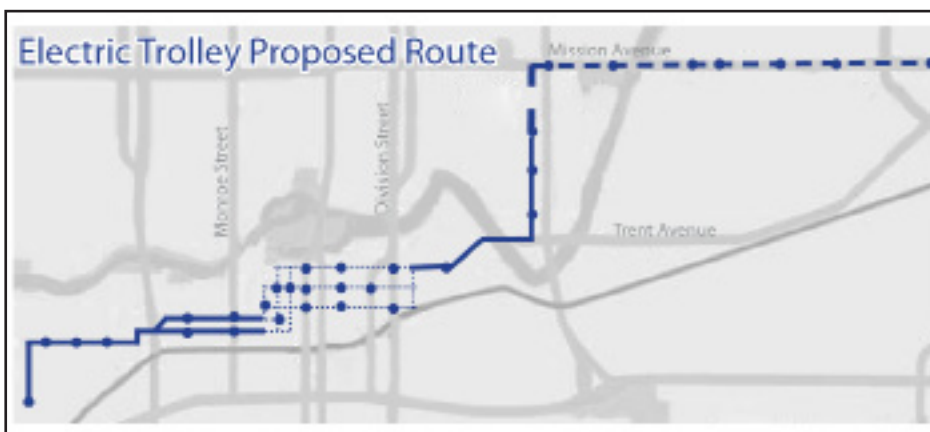 Electric Trolley Proposed Route
Mission Avenue
Monroe Street
Division Street
Trent Avenue